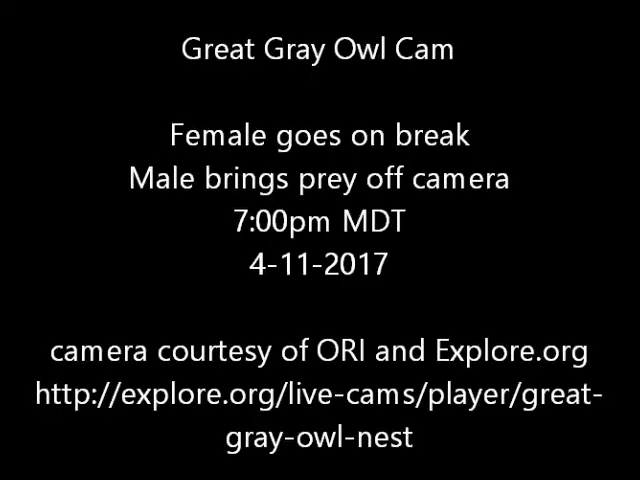 Great Gray Owl Cam
Female goes on break
Male brings prey off camera
7:00pm MDT
4-11-2017
camera courtesy of ORI and Explore.org
http://explore.org/live-cams/player/great-
gray-owl-nest